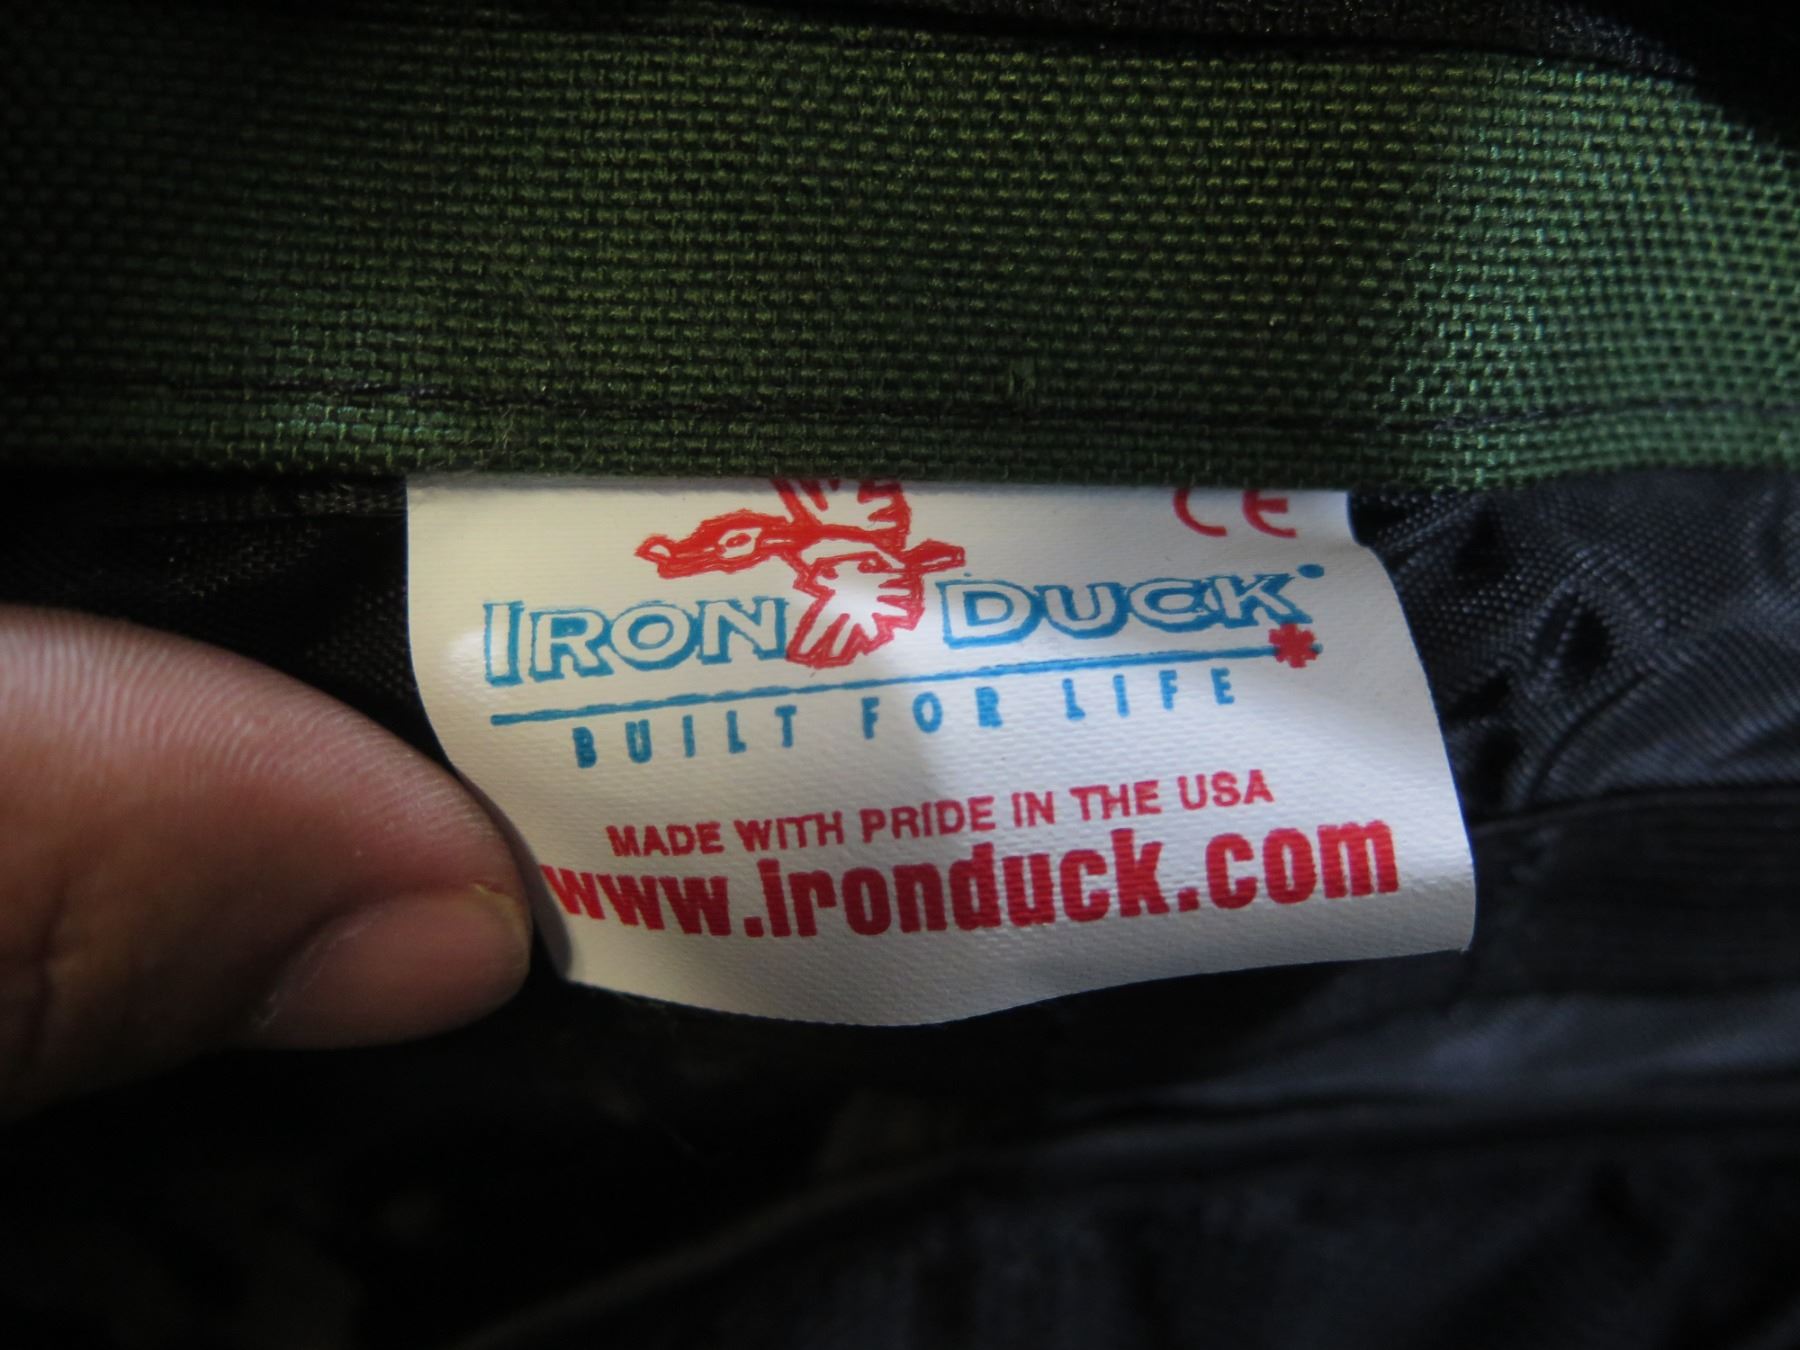 CE
IRON DUCK
BUILT FOR LIFE
MADE WITH PRIDE IN THE USA
www.ironduck.com